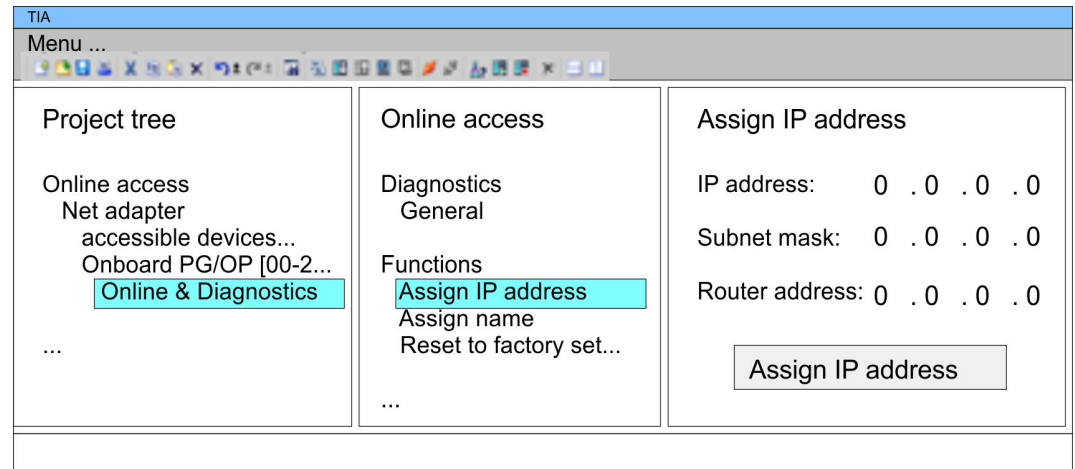 TIA
Menu ...
Project tree
Online access
Net adapter
accessible devices...
Onboard PG/OP [00-2...
Online & Diagnostics
...
Online access
Diagnostics
General
Functions
Assign IP address
Assign name
Reset to factory set...
...
Assign IP address
IP address: 0 . 0 . 0 . 0
Subnet mask: 0 . 0 . 0 . 0
Router address: 0 . 0 . 0 . 0
Assign IP address